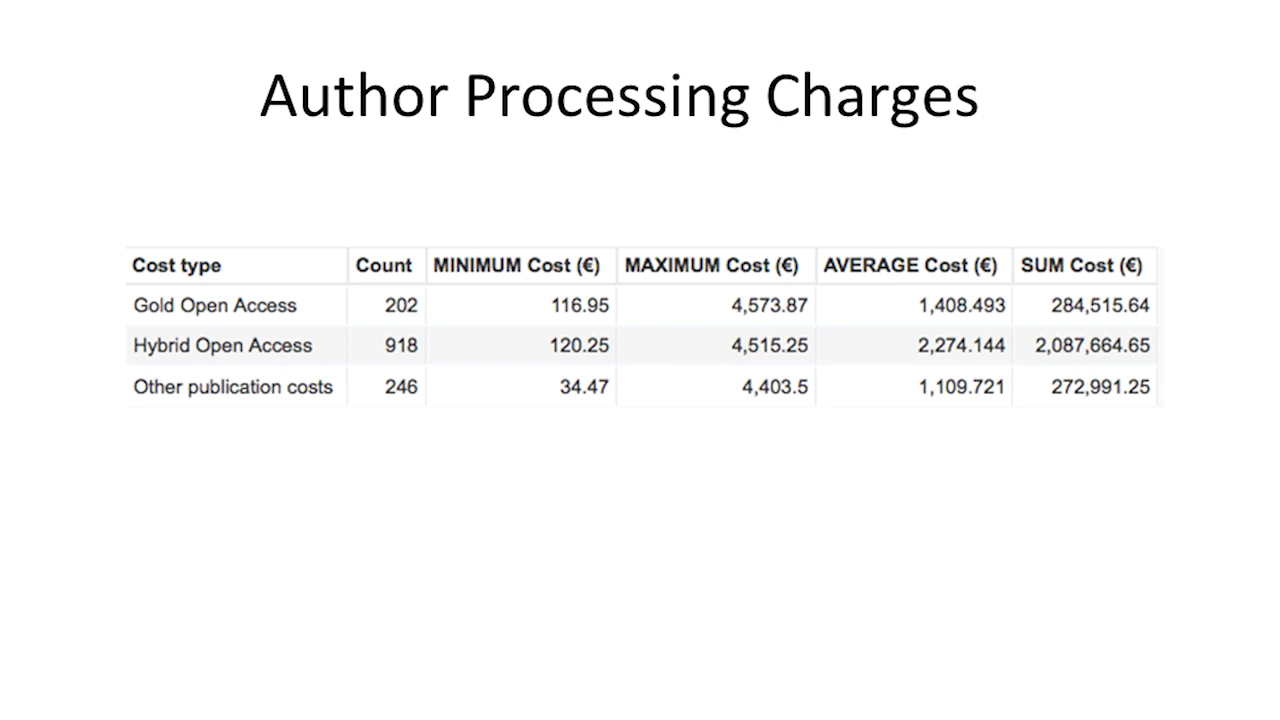 Author Processing Charges
Cost type Count MINIMUM Cost (€) MAXIMUM Cost (€) AVERAGE Cost (€) SUM Cost (€)
Gold Open Access 202 116.95 4,573.87 1,408.493 284,515.64
Hybrid Open Access 918 120.25 4,515.25 2,274.144 2,087,664.65
Other publication costs 246 34.47 4,403.5 1,109.721 272,991.25